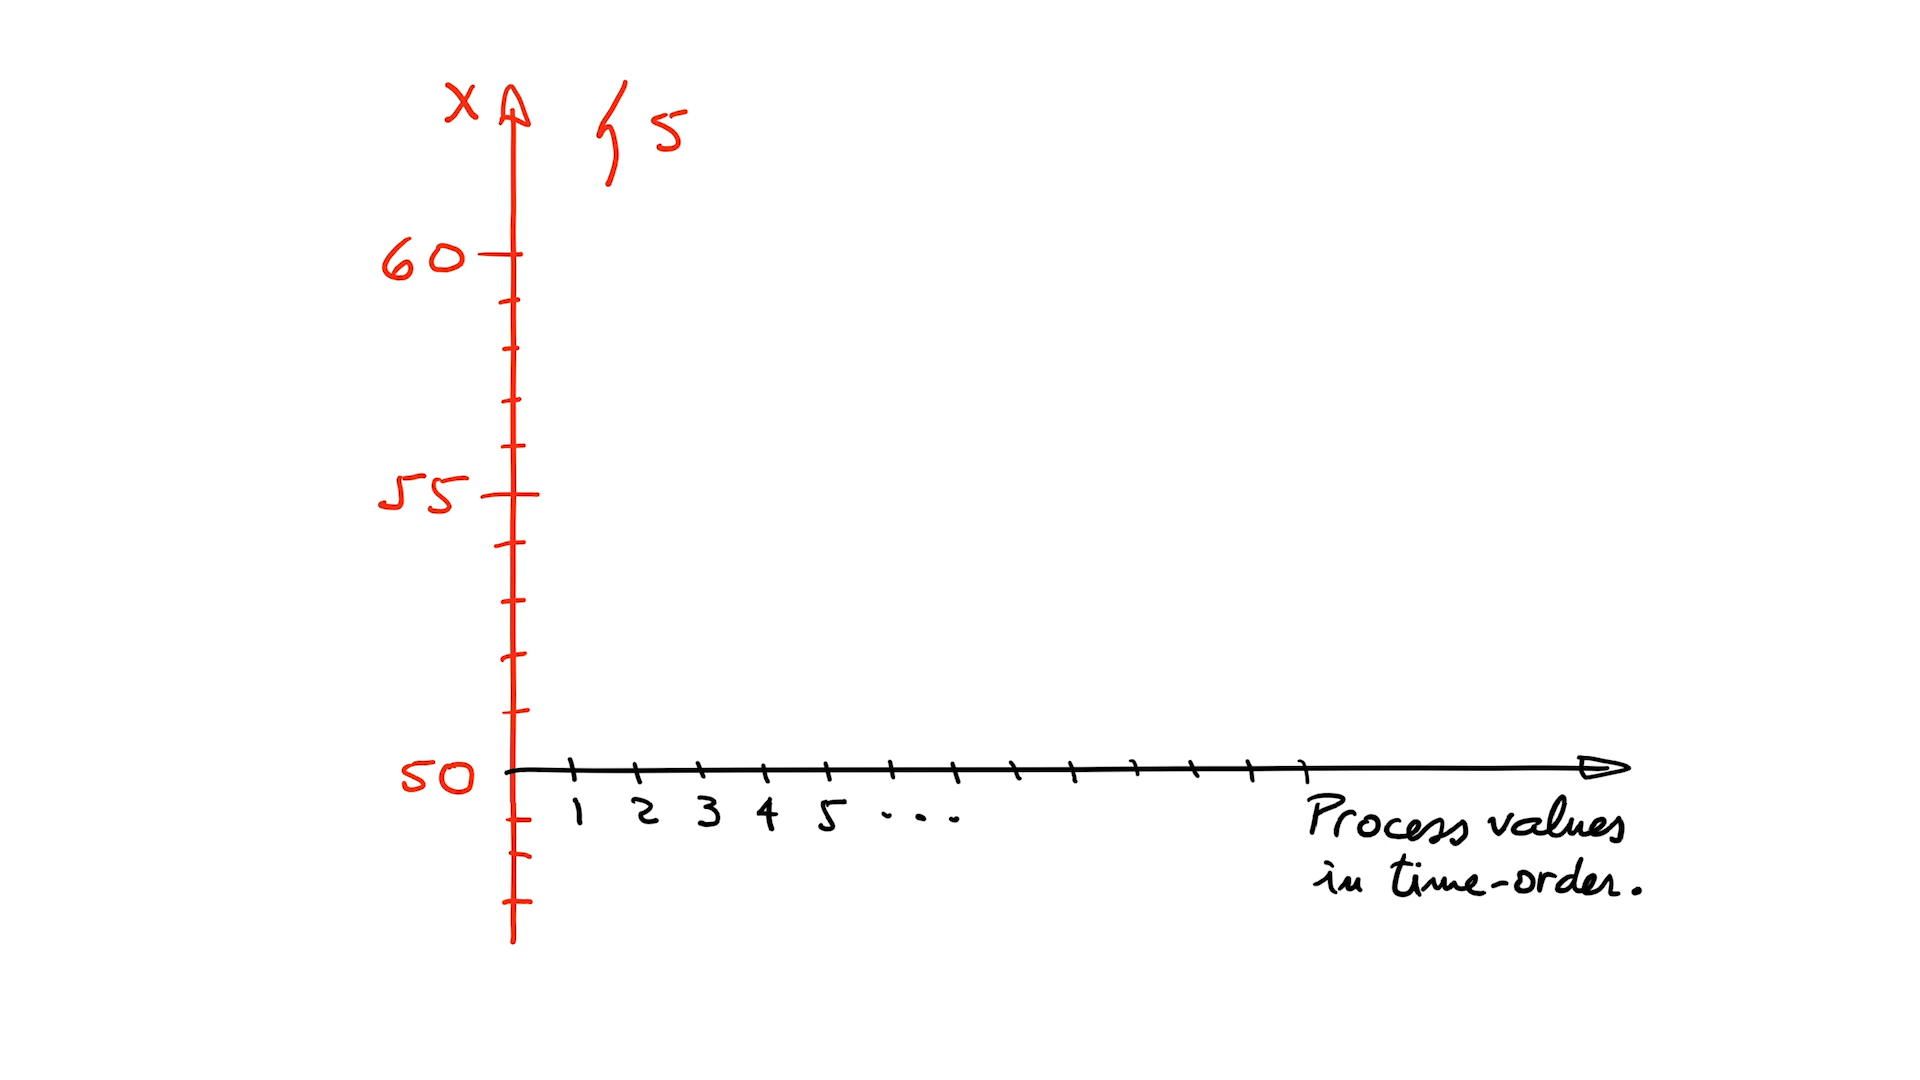 X { 5
60
55
50
1 2 3 4 5 ...
Process values
in time-order.